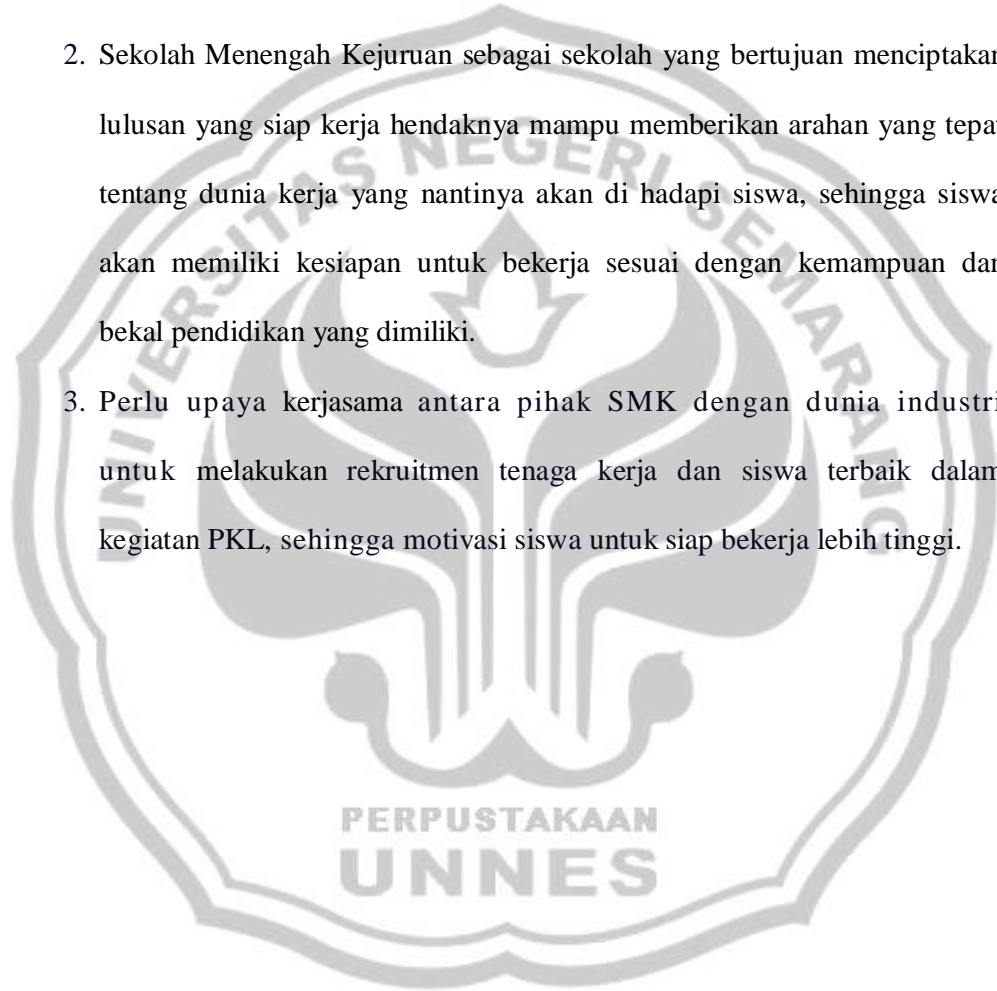 2. Sekolah Menengah Kejuruan sebagai sekolah yang bertujuan menciptakan
lulusan yang siap kerja hendaknya mampu memberikan arahan yang tepat
tentang dunia kerja yang nantinya akan di hadapi siswa, sehingga siswa
akan memiliki kesiapan untuk bekerja sesuai dengan kemampuan dan
bekal pendidikan yang dimiliki.
3. Perlu upaya kerjasama antara pihak SMK dengan dunia industri
untuk melakukan rekruitmen tenaga kerja dan siswa terbaik dalam
kegiatan PKL, sehingga motivasi siswa untuk siap bekerja lebih tinggi.
UNIVERSITAS NEGERI SEMARANG
PERPUSTAKAAN
UNNES